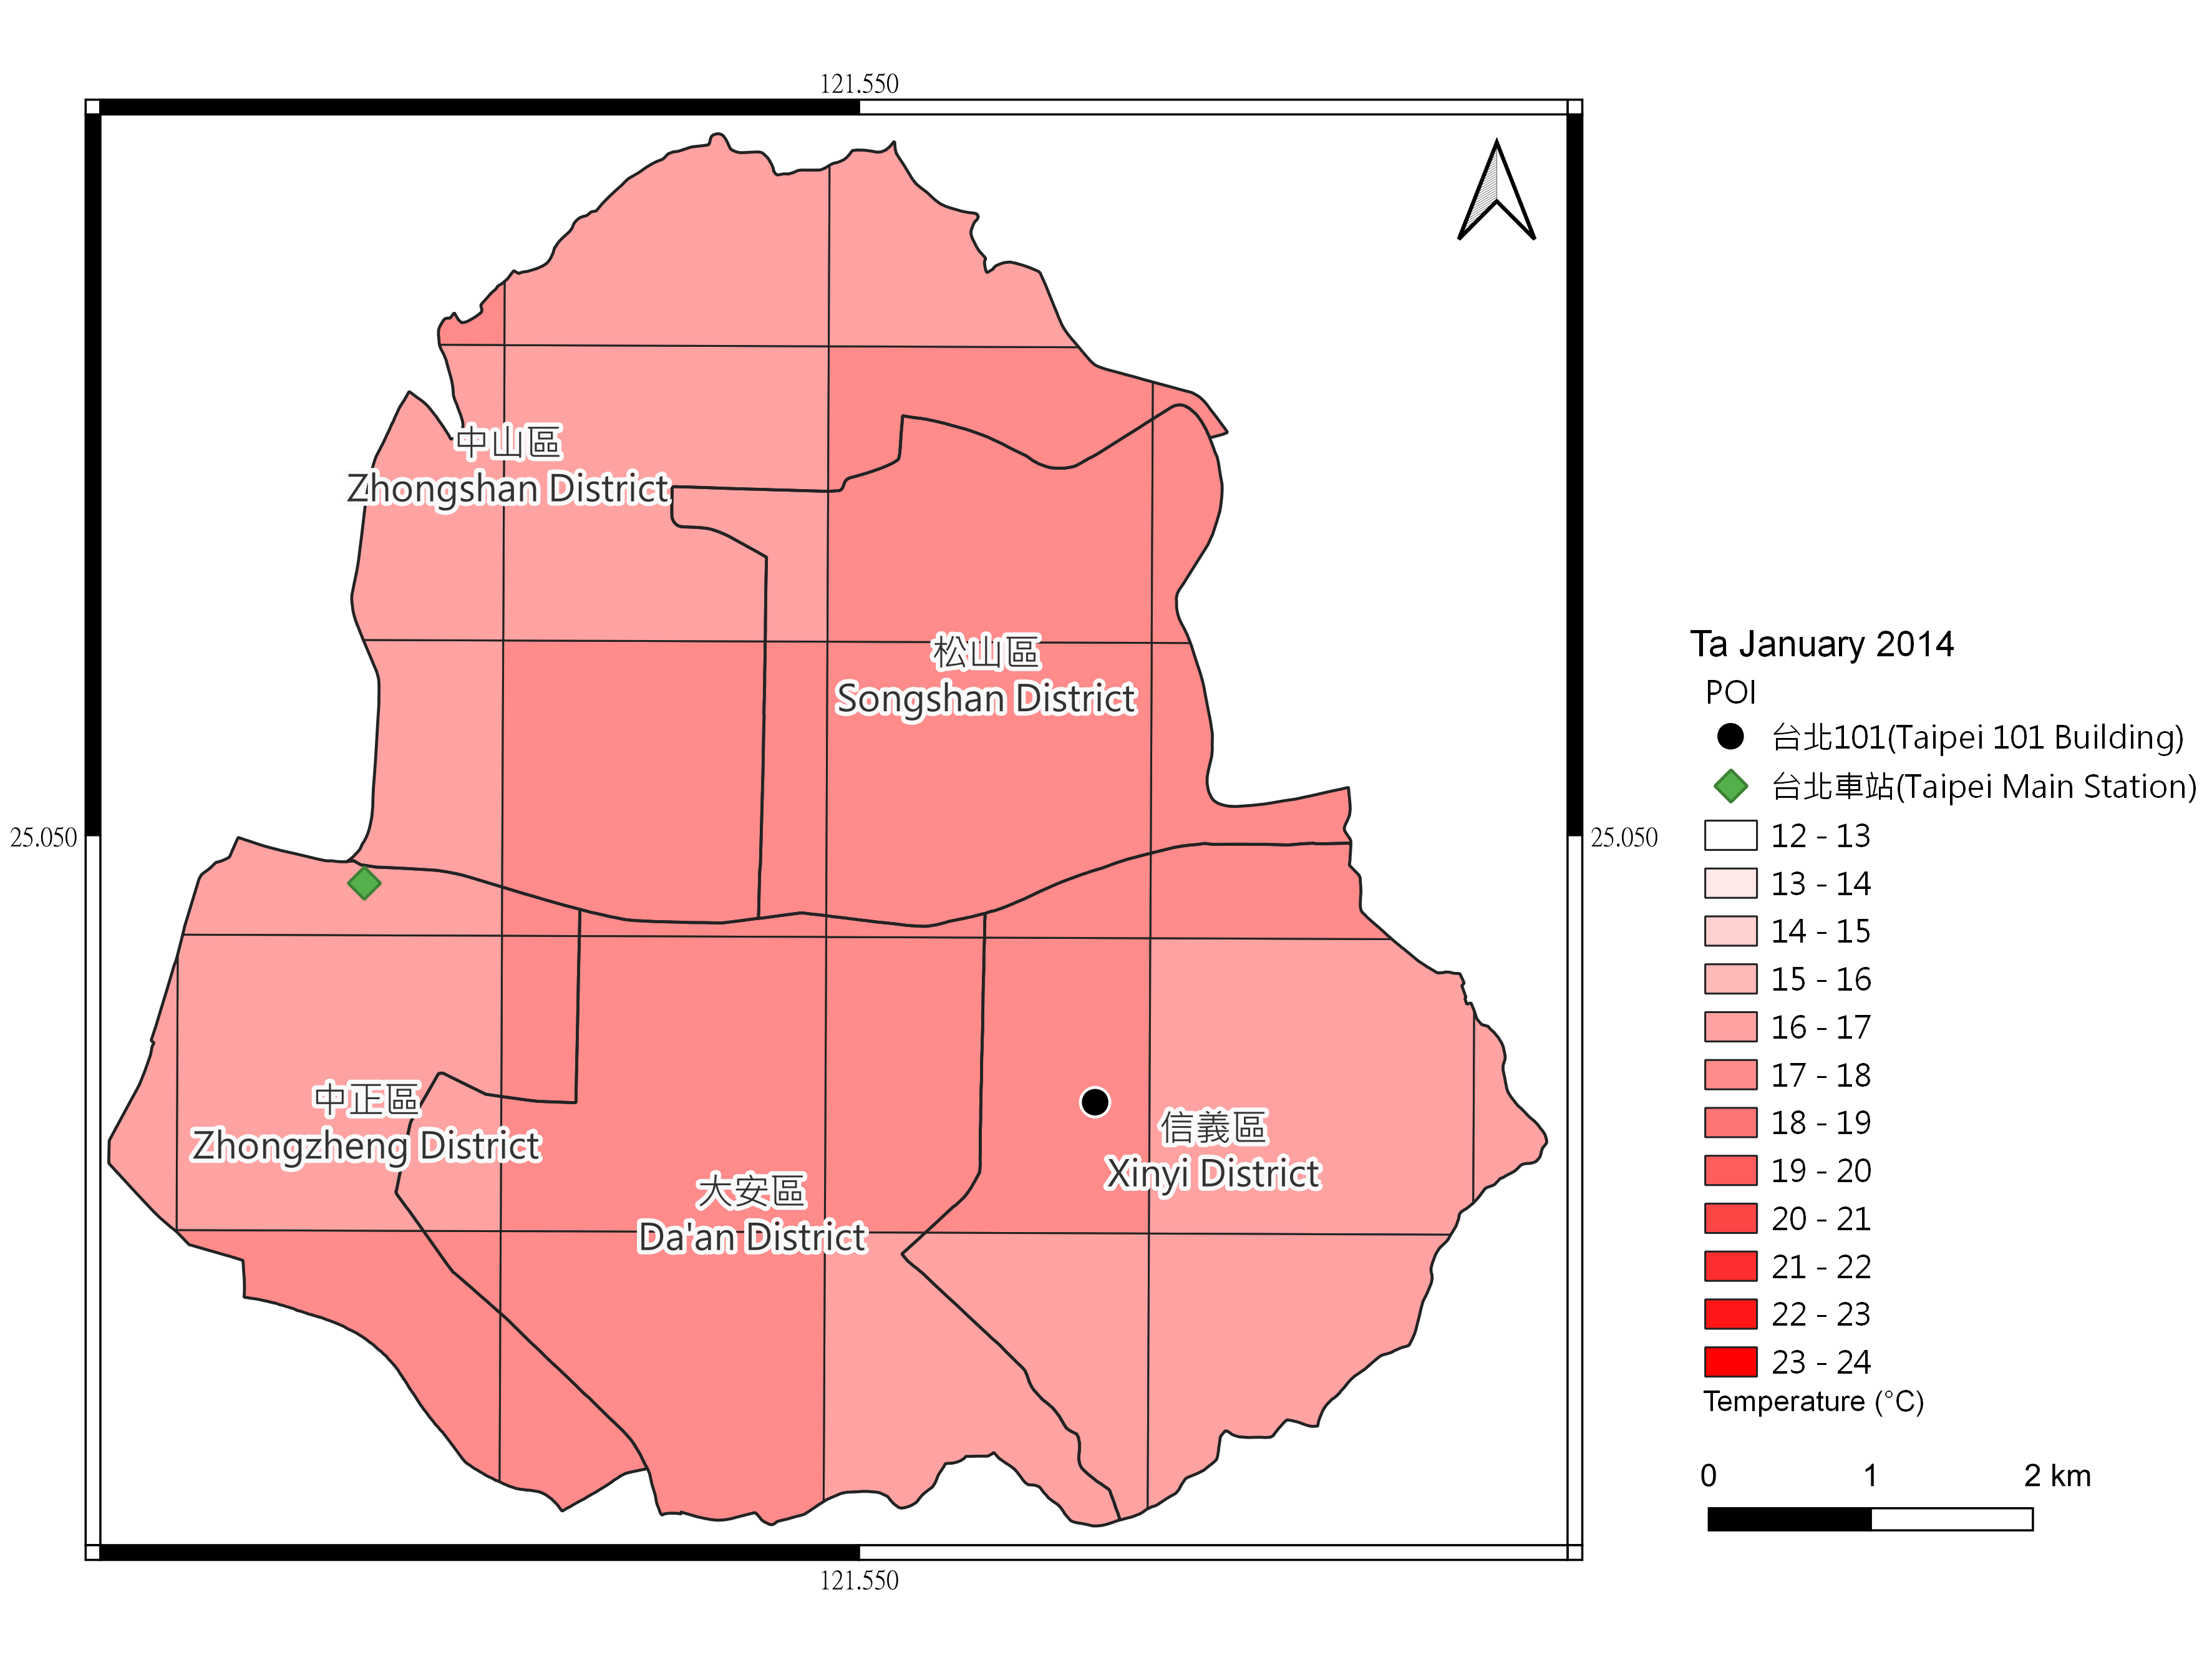 121.550
中山區
Zhongshan District
松山區
Songshan District
25.050
25.050
中正區
Zhongzheng District
信義區
Xinyi District
大安區
Da'an District
121.550
Ta January 2014
POI
台北101(Taipei 101 Building)
台北車站(Taipei Main Station)
12 - 13
13 - 14
14 - 15
15 - 16
16 - 17
17 - 18
18 - 19
19 - 20
20 - 21
21 - 22
22 - 23
23 - 24
Temperature (°C)
0 1 2 km